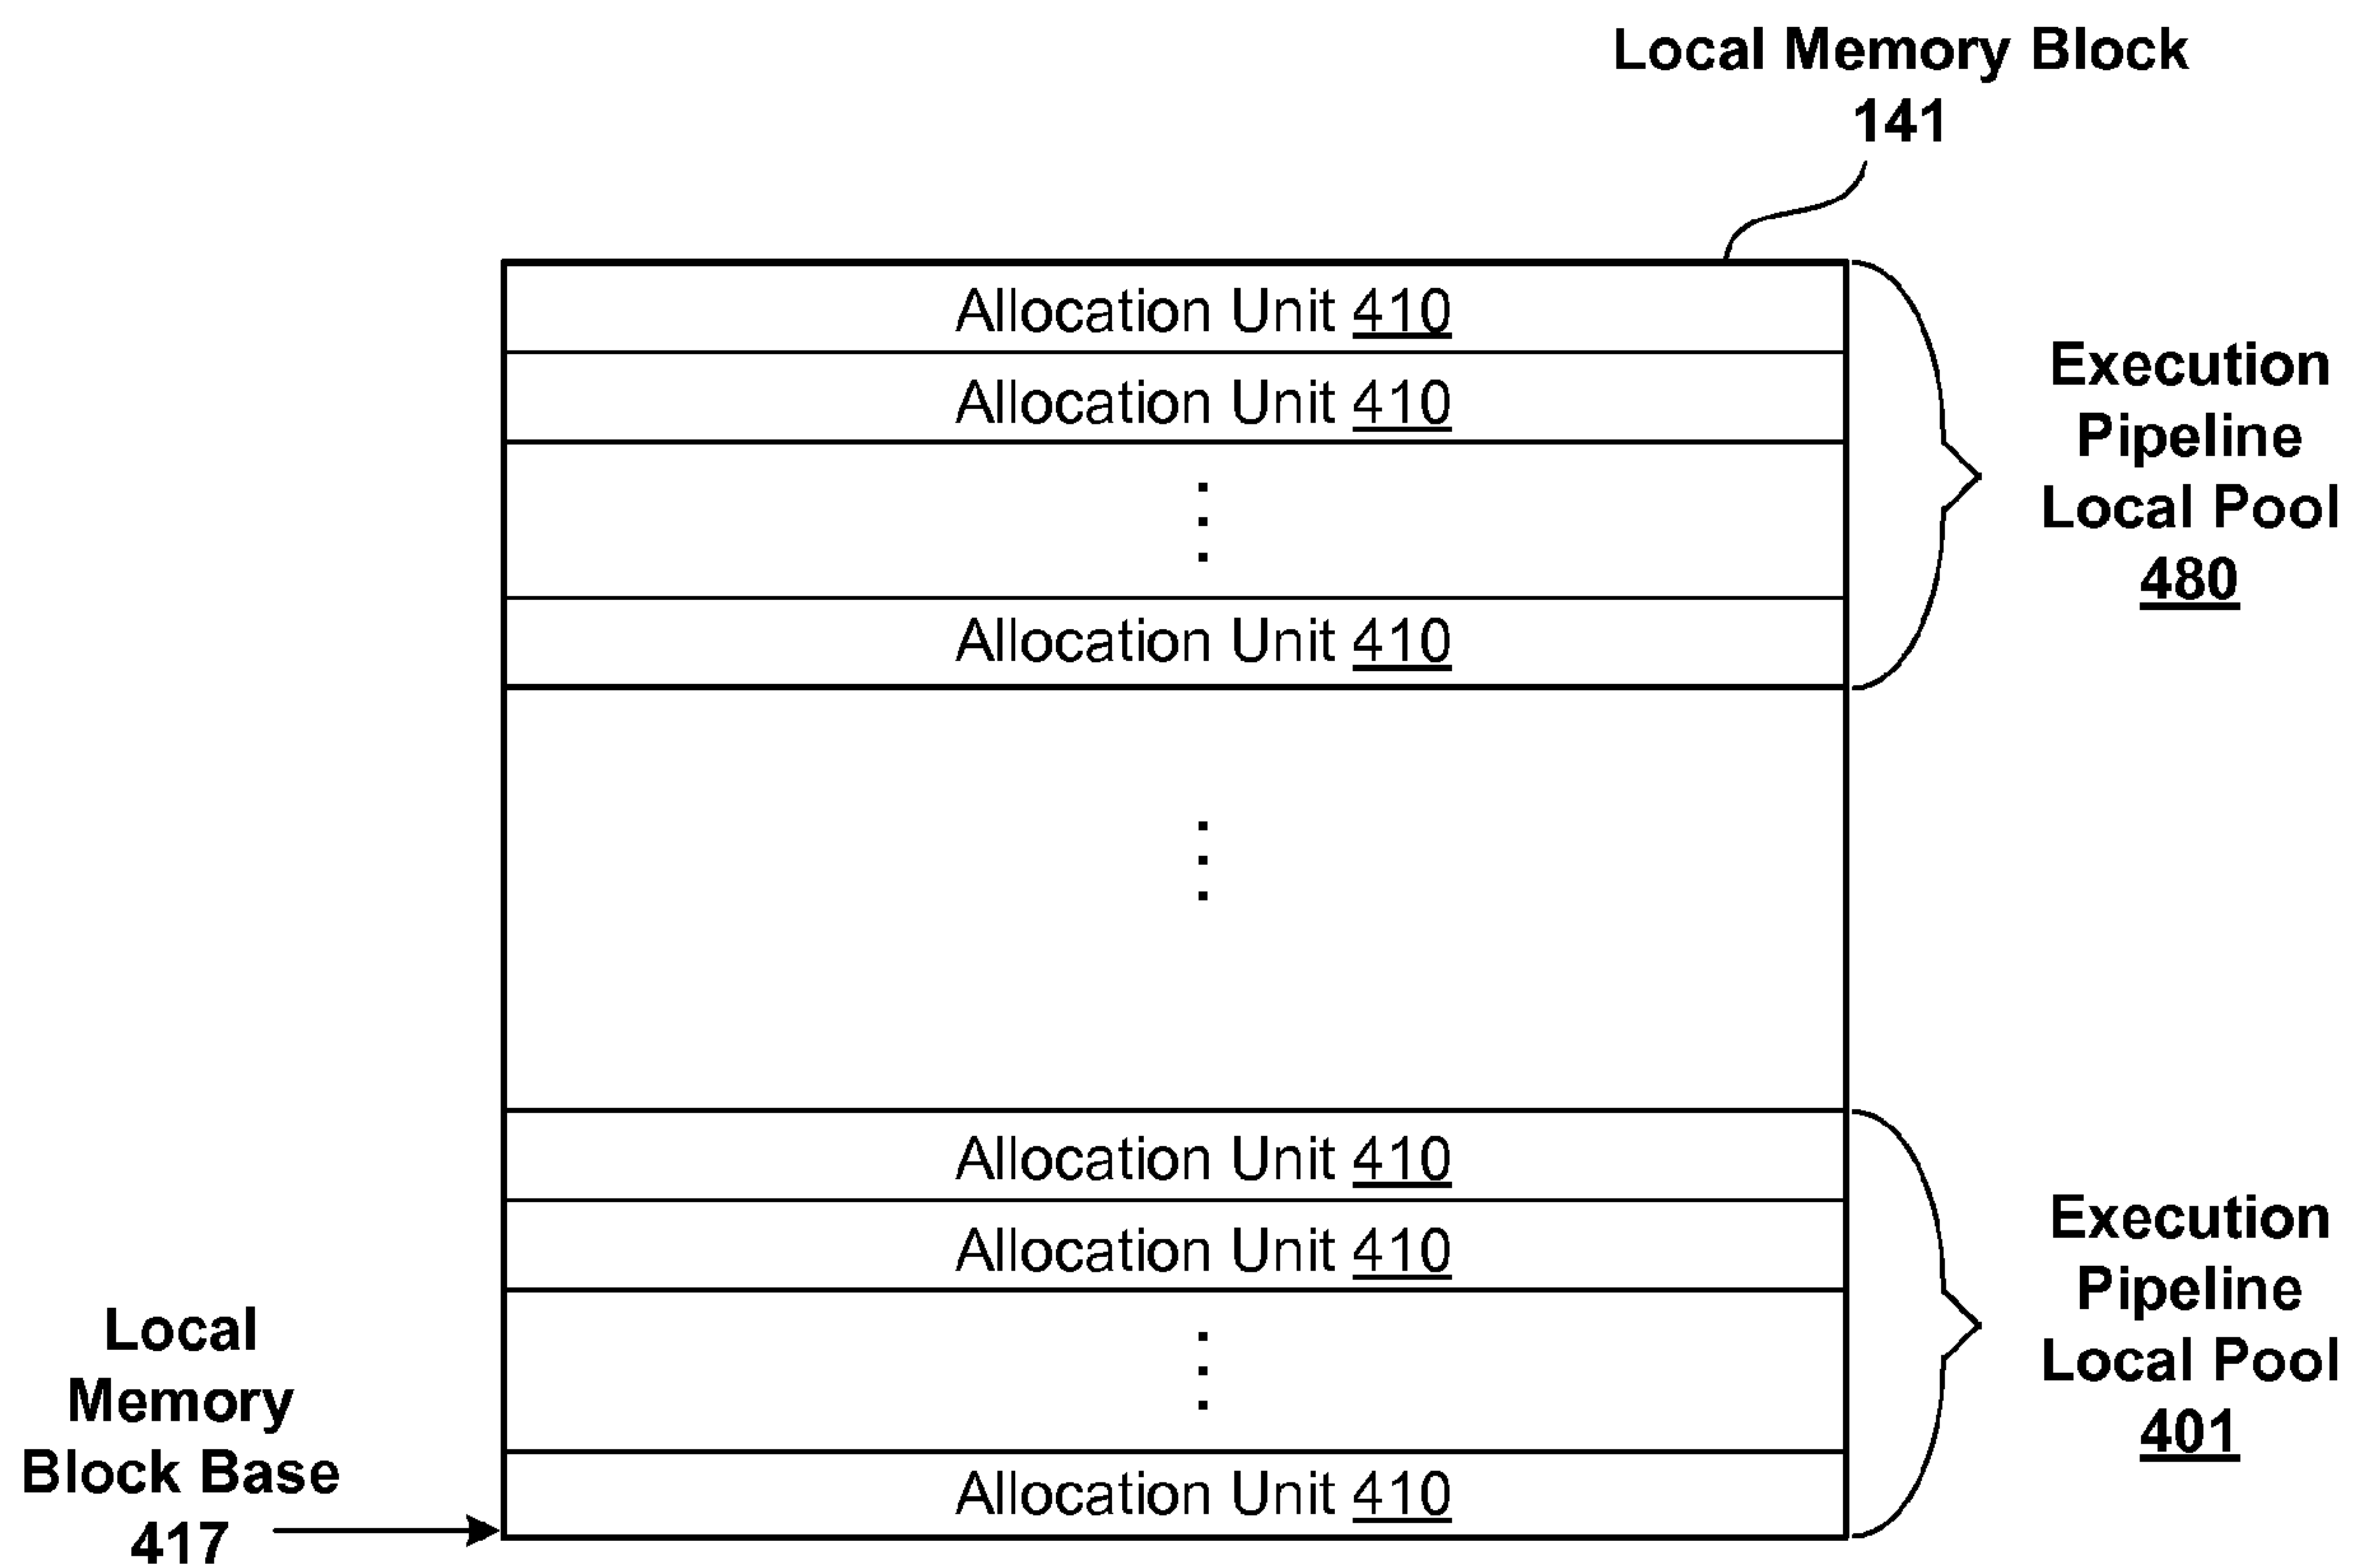 Local Memory Block
141
Allocation Unit 410
Allocation Unit 410
Allocation Unit 410
Execution
Pipeline
Local Pool
480
Allocation Unit 410
Allocation Unit 410
Allocation Unit 410
Execution
Pipeline
Local Pool
401
Local
Memory
Block Base
417